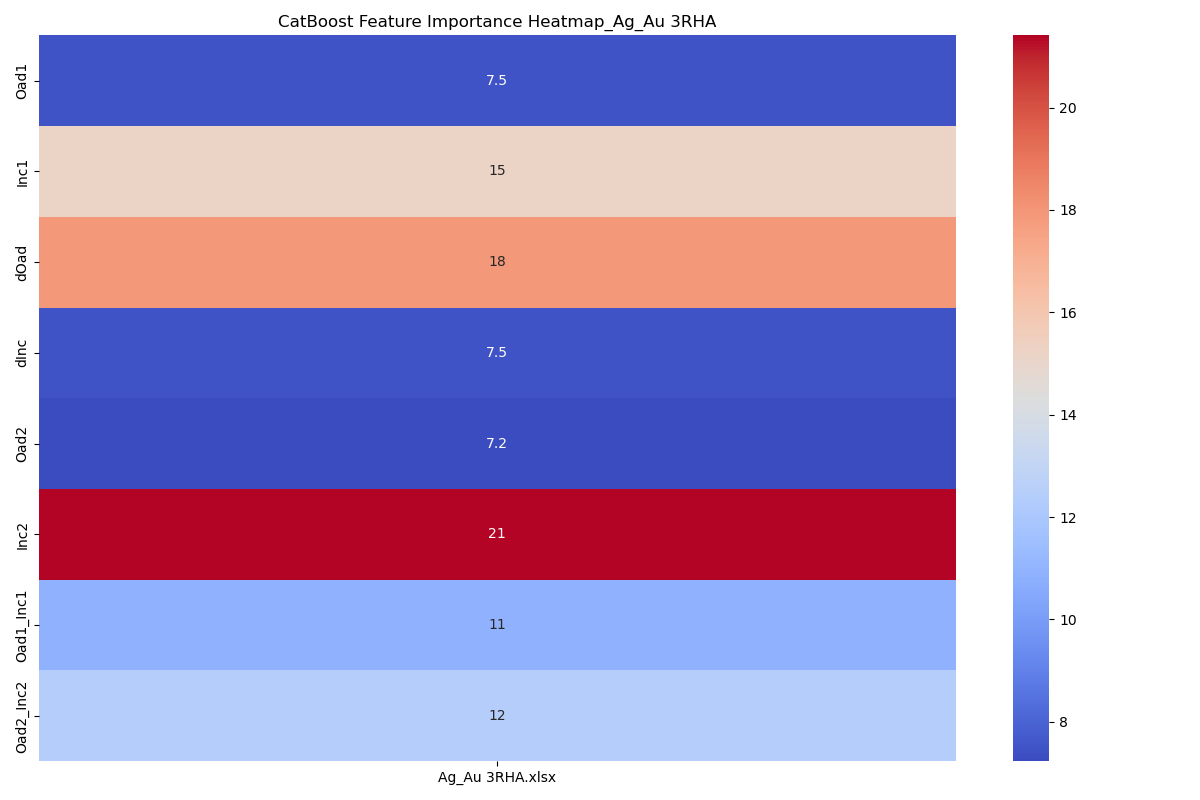 CatBoost Feature Importance Heatmap_Ag_Au 3RHA
Oad1
7.5
Inc1
15
dOad
18
dInc
7.5
Oad2
7.2
Inc2
21
Oad1_Inc1
11
Oad2_Inc2
12
Ag_Au 3RHA.xlsx
20
18
16
14
12
10
8